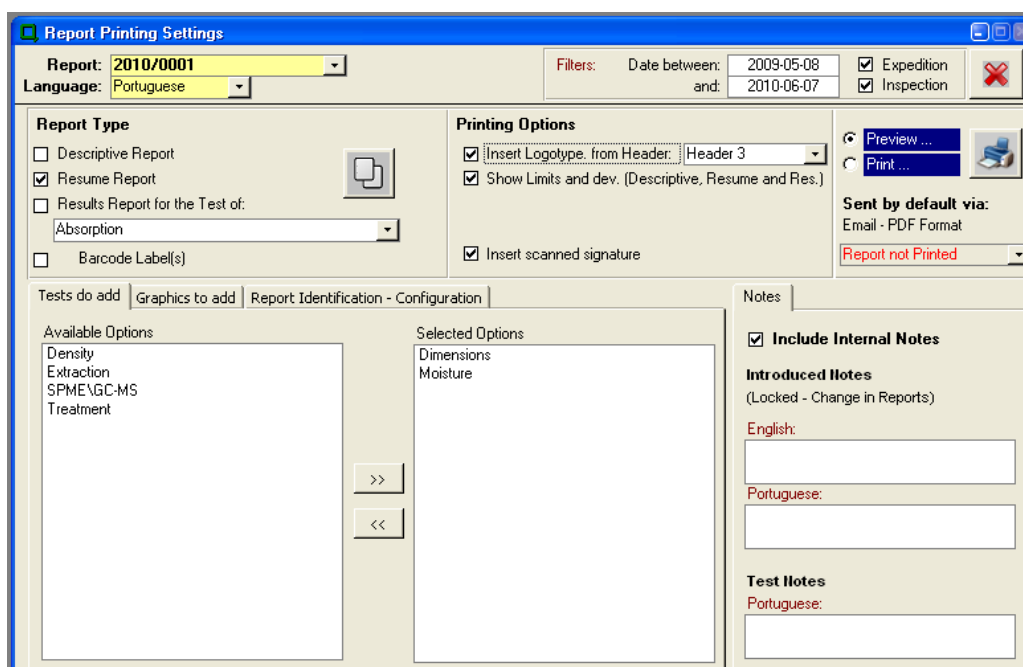 Report Printing Settings
Report: 2010/0001
Filters: Date between: 2009-05-08 Expedition
Language: Portuguese
and: 2010-06-07 Inspection
Report Type
Descriptive Report
Resume Report
Results Report for the Test of:
Absorption
Barcode Label(s)
Printing Options
Insert Logotype. from Header: Header 3
Show Limits and dev. (Descriptive, Resume and Res.)
Insert scanned signature
Preview ...
Print ...
Sent by default via:
Email - PDF Format
Report not Printed
Tests do add Graphics to add Report Identification - Configuration
Available Options
Density
Extraction
SPME\GC-MS
Treatment
>>
<<
Selected Options
Dimensions
Moisture
Notes
Include Internal Notes
Introduced Notes
(Locked - Change in Reports)
English:
Portuguese:
Test Notes
Portuguese: